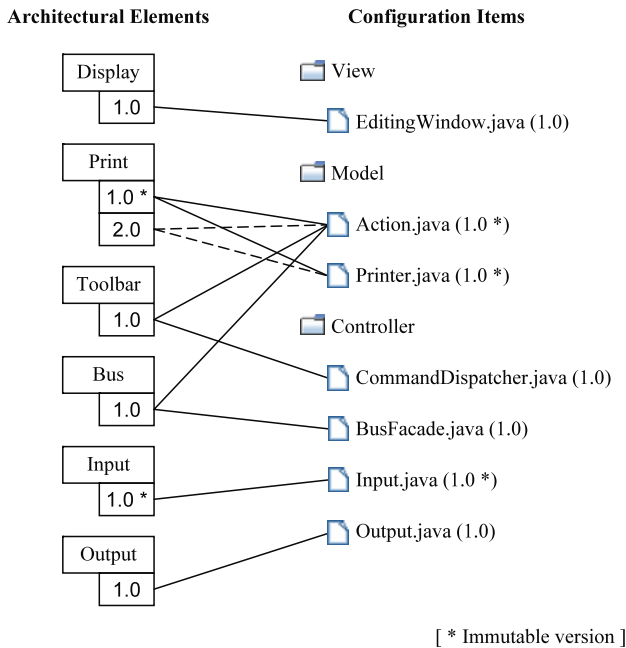 Architectural Elements
Configuration Items
Display
1.0
Print
1.0 *
2.0
Toolbar
1.0
Bus
1.0
Input
1.0 *
Output
1.0
View
EditingWindow.java (1.0)
Model
Action.java (1.0 *)
Printer.java (1.0 *)
Controller
CommandDispatcher.java (1.0)
BusFacade.java (1.0)
Input.java (1.0 *)
Output.java (1.0)
[ * Immutable version ]